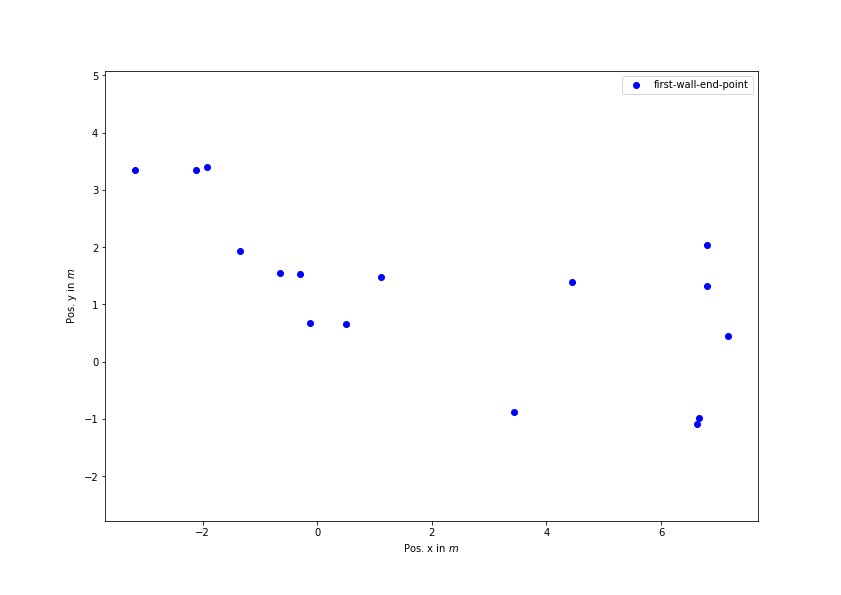 first-wall-end-point
5
4
3
2
1
0
−1
−2
Pos. y in m
−2 0 2 4 6
Pos. x in m